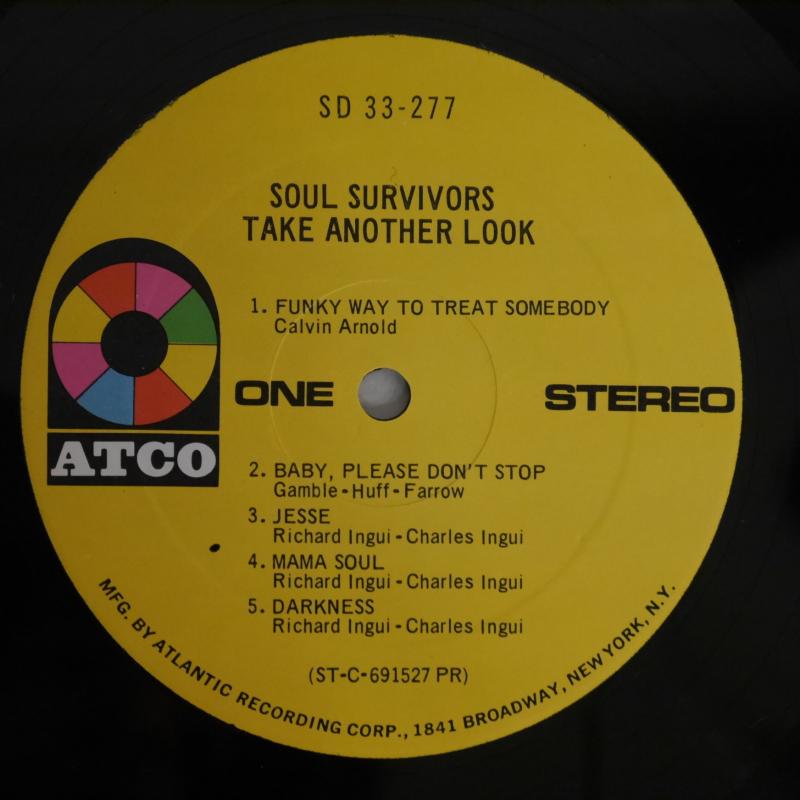 SD 33-277
SOUL SURVIVORS
TAKE ANOTHER LOOK
1. FUNKY WAY TO TREAT SOMEBODY
Calvin Arnold
ONE
STEREO
ATCO
2. BABY, PLEASE DON'T STOP
Gamble-Huff-Farrow
3. JESSE
Richard Ingui-Charles Ingui
4. MAMA SOUL
Richard Ingui-Charles Ingui
5. DARKNESS
Richard Ingui-Charles Ingui
(ST-C-691527 PR)
MFG. BY ATLANTIC RECORDING CORP., 1841 BROADWAY, NEW YORK, N.Y.